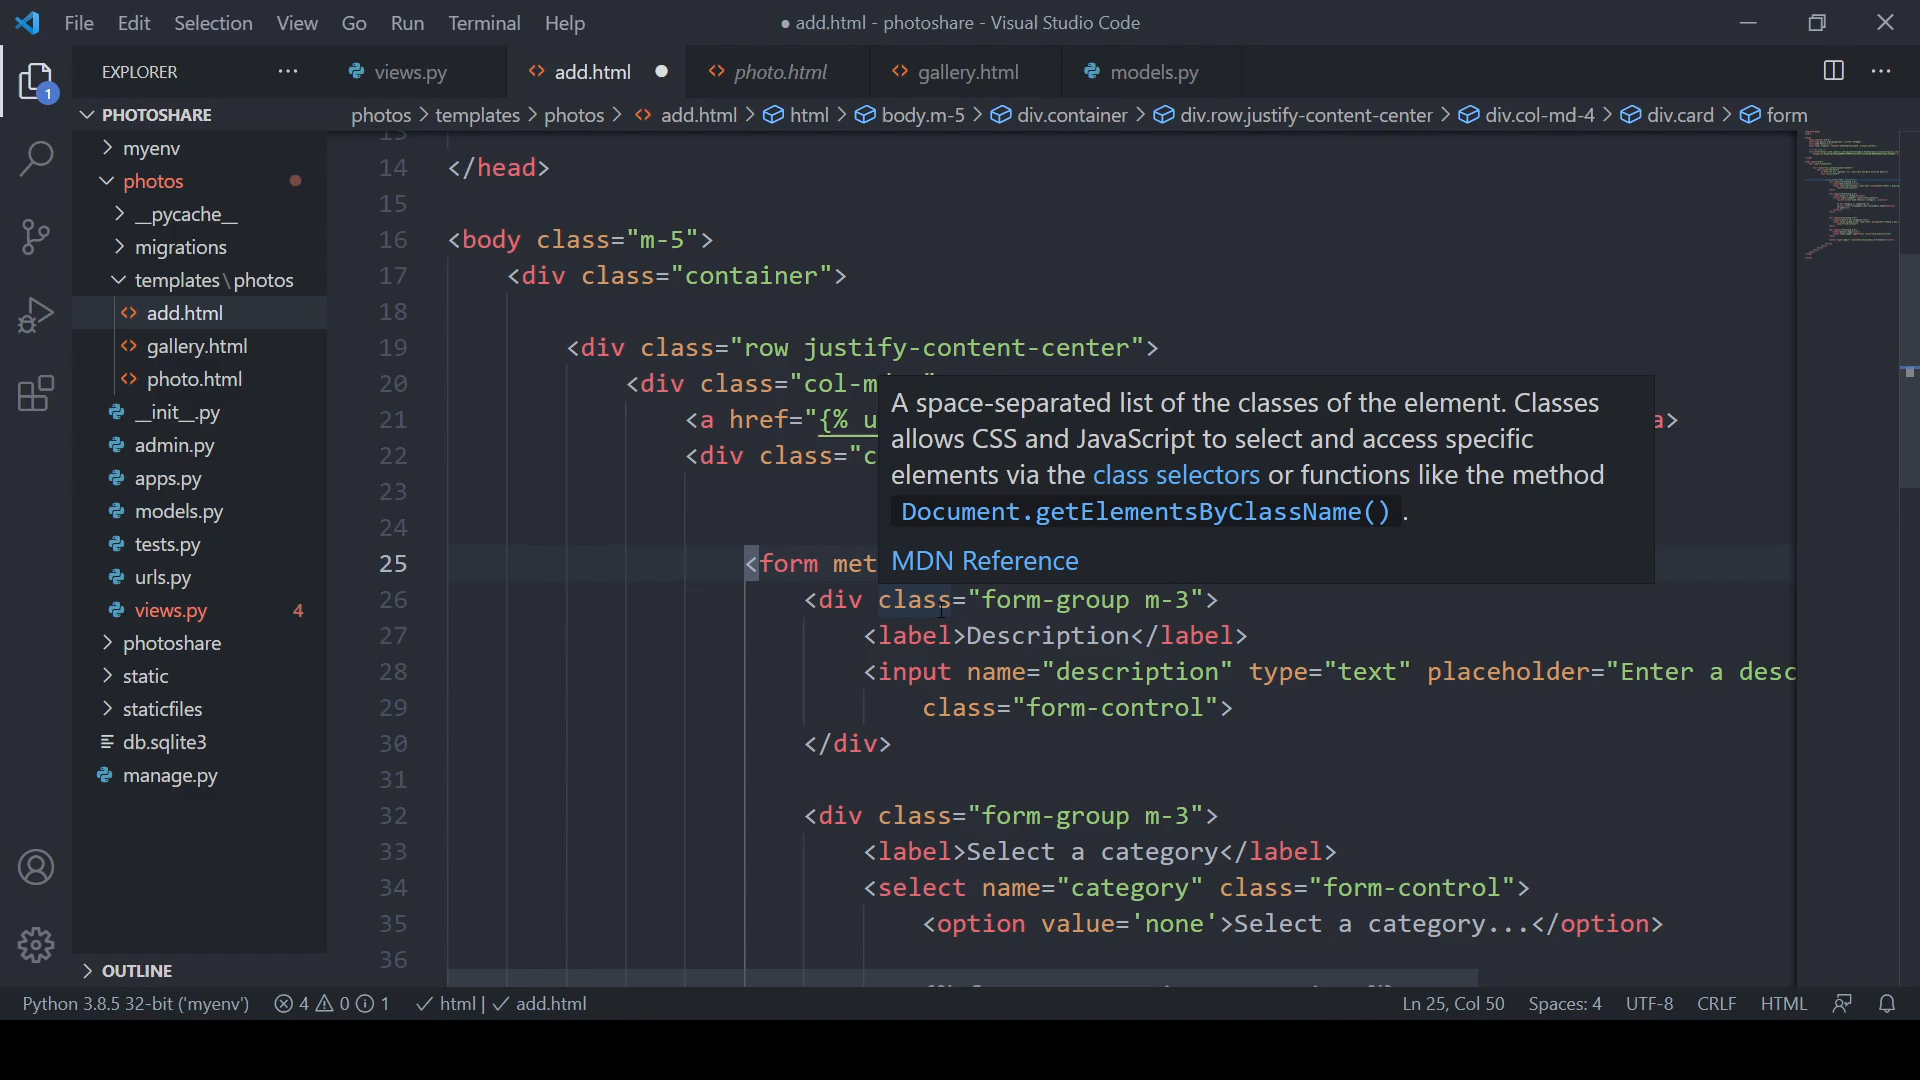 File Edit Selection View Go Run Terminal Help
● add.html - photoshare - Visual Studio Code
1
EXPLORER
views.py
add.html
photo.html
gallery.html
models.py
PHOTOSHARE
photos > templates > photos > add.html > html > body.m-5 > div.container > div.row.justify-content-center > div.col-md-4 > div.card > form
myenv
photos
__pycache__
migrations
templates\photos
add.html
gallery.html
photo.html
__init__.py
admin.py
apps.py
models.py
tests.py
urls.py
views.py 4
photoshare
static
staticfiles
db.sqlite3
manage.py
OUTLINE
13
14 </head>
15
16 <body class="m-5">
17 <div class="container">
18
19 <div class="row justify-content-center">
20 <div class="col-m
21 <a href="{% u a>
22 <div class="c
23
24
25 <form met
26 <div class="form-group m-3">
27 <label>Description</label>
28 <input name="description" type="text" placeholder="Enter a desc
29 class="form-control">
30 </div>
31
32 <div class="form-group m-3">
33 <label>Select a category</label>
34 <select name="category" class="form-control">
35 <option value='none'>Select a category...</option>
36
A space-separated list of the classes of the element. Classes
allows CSS and JavaScript to select and access specific
elements via the class selectors or functions like the method
Document.getElementsByClassName() .
MDN Reference
Python 3.8.5 32-bit ('myenv') 4 0 1 html | add.html
Ln 25, Col 50 Spaces: 4 UTF-8 CRLF HTML